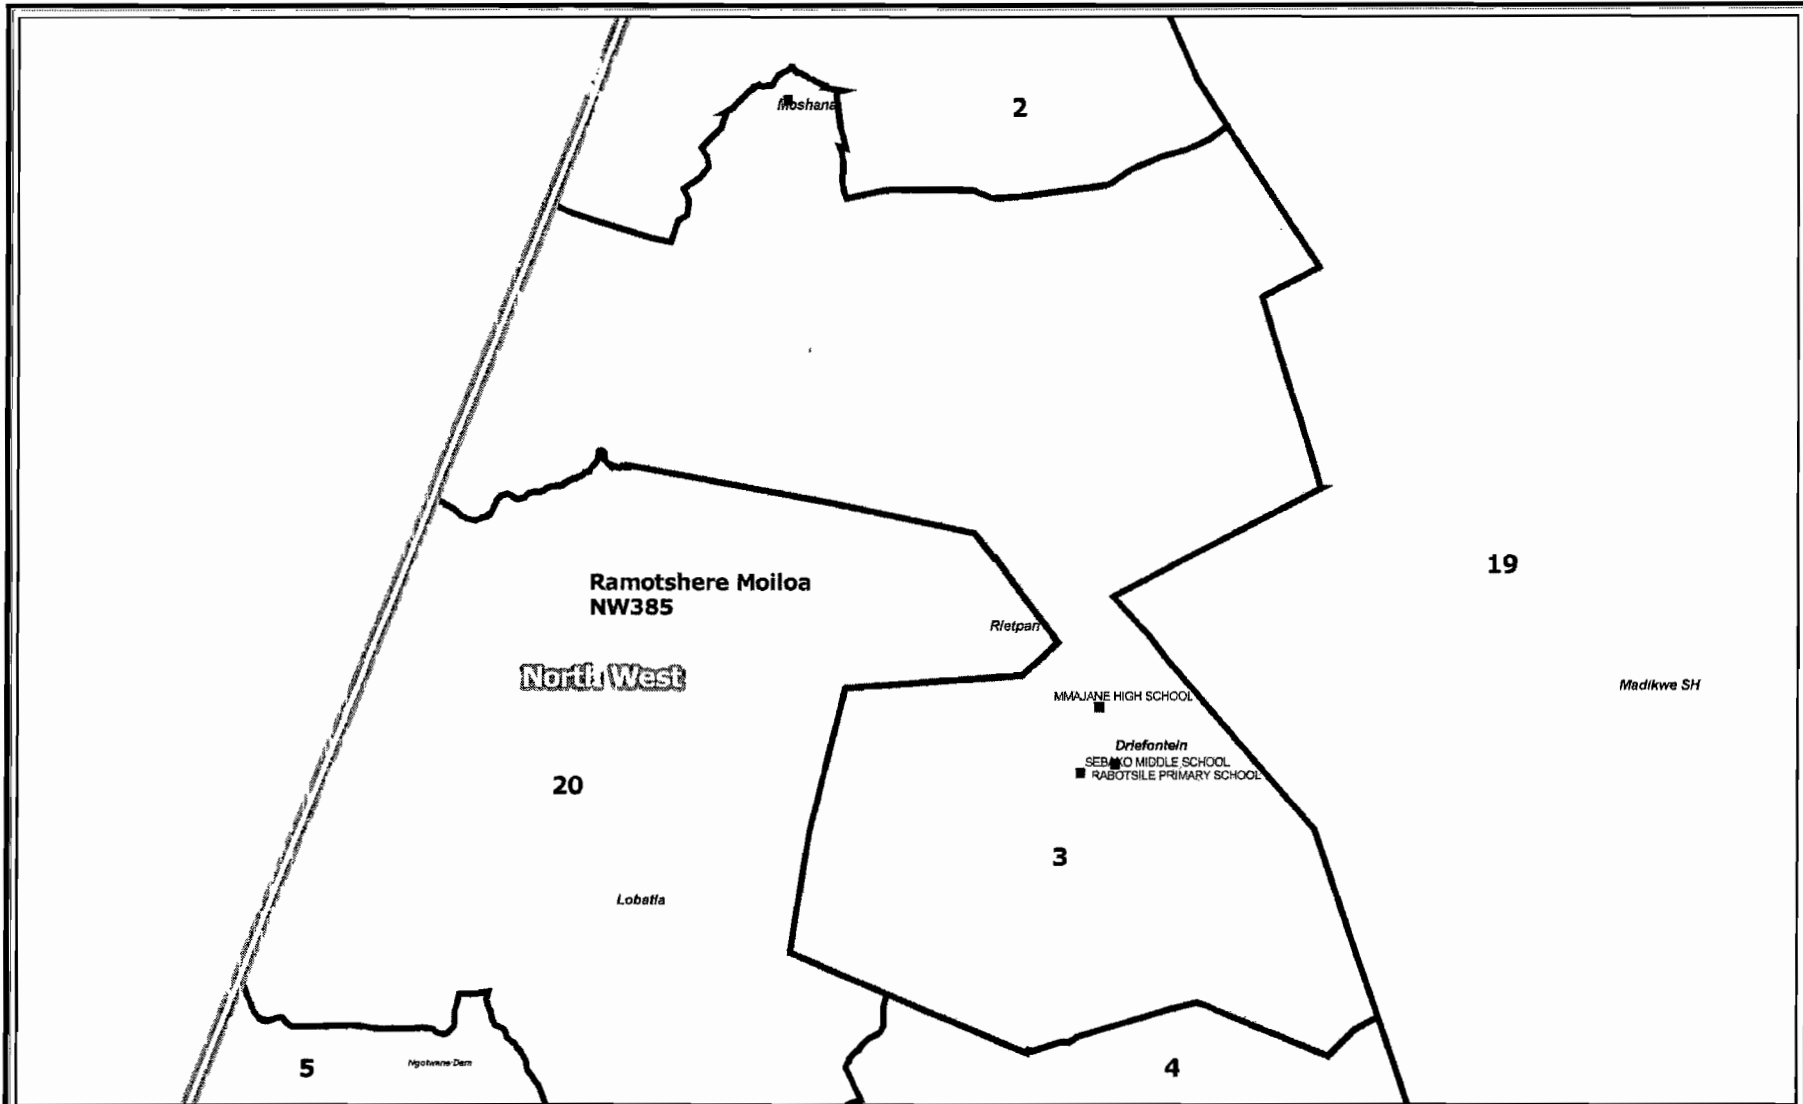 Moshana
2
19
Ramotshere Moiloa
NW385
Rietpan
North West
Madikwe SH
MMAJANE HIGH SCHOOL
Driefontein
SEBAKO MIDDLE SCHOOL
RABOTSILE PRIMARY SCHOOL
20
3
Lobatla
5
Ngotwane Dam
4